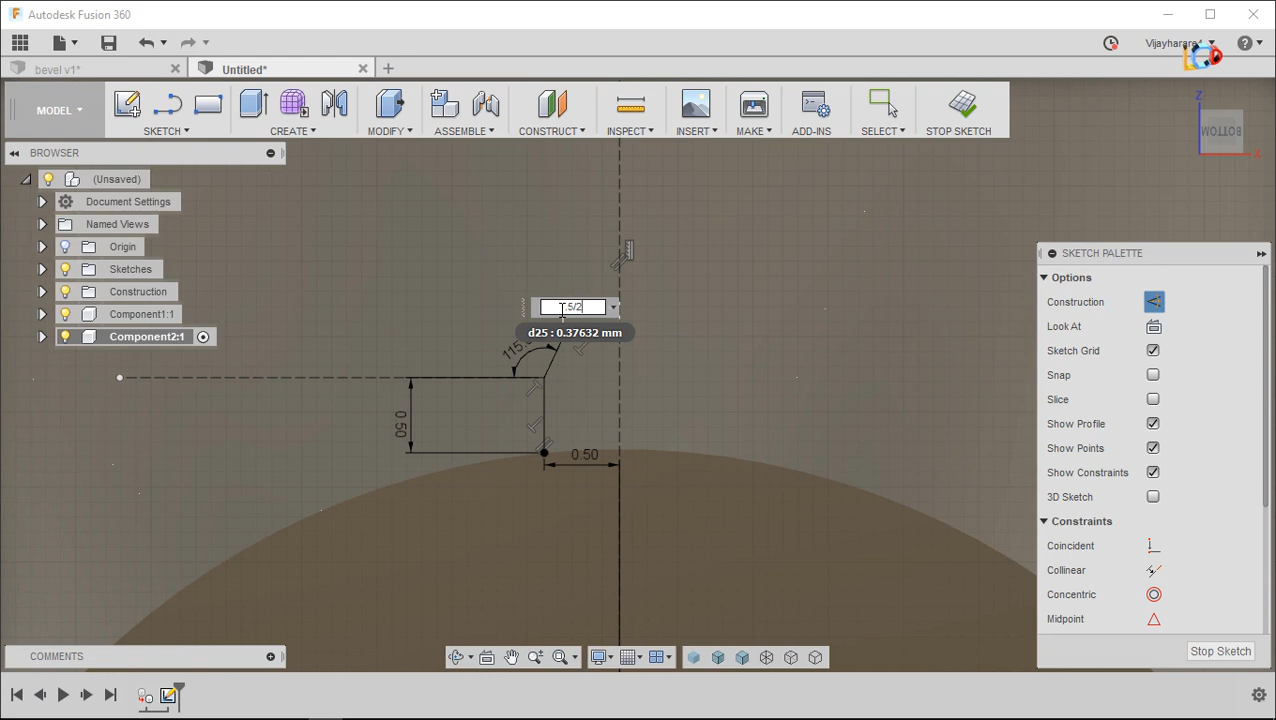 Autodesk Fusion 360
Vijayharare4
bevel v1*
Untitled*
MODEL
SKETCH
CREATE
MODIFY
ASSEMBLE
CONSTRUCT
INSPECT
INSERT
MAKE
ADD-INS
SELECT
STOP SKETCH
Z
BOTTOM
X
BROWSER
(Unsaved)
Document Settings
Named Views
Origin
Sketches
Construction
Component1:1
Component2:1
.5/2
d25 : 0.37632 mm
0.50
0.50
SKETCH PALETTE
Options
Construction
Look At
Sketch Grid
Snap
Slice
Show Profile
Show Points
Show Constraints
3D Sketch
Constraints
Coincident
Collinear
Concentric
Midpoint
Stop Sketch
COMMENTS